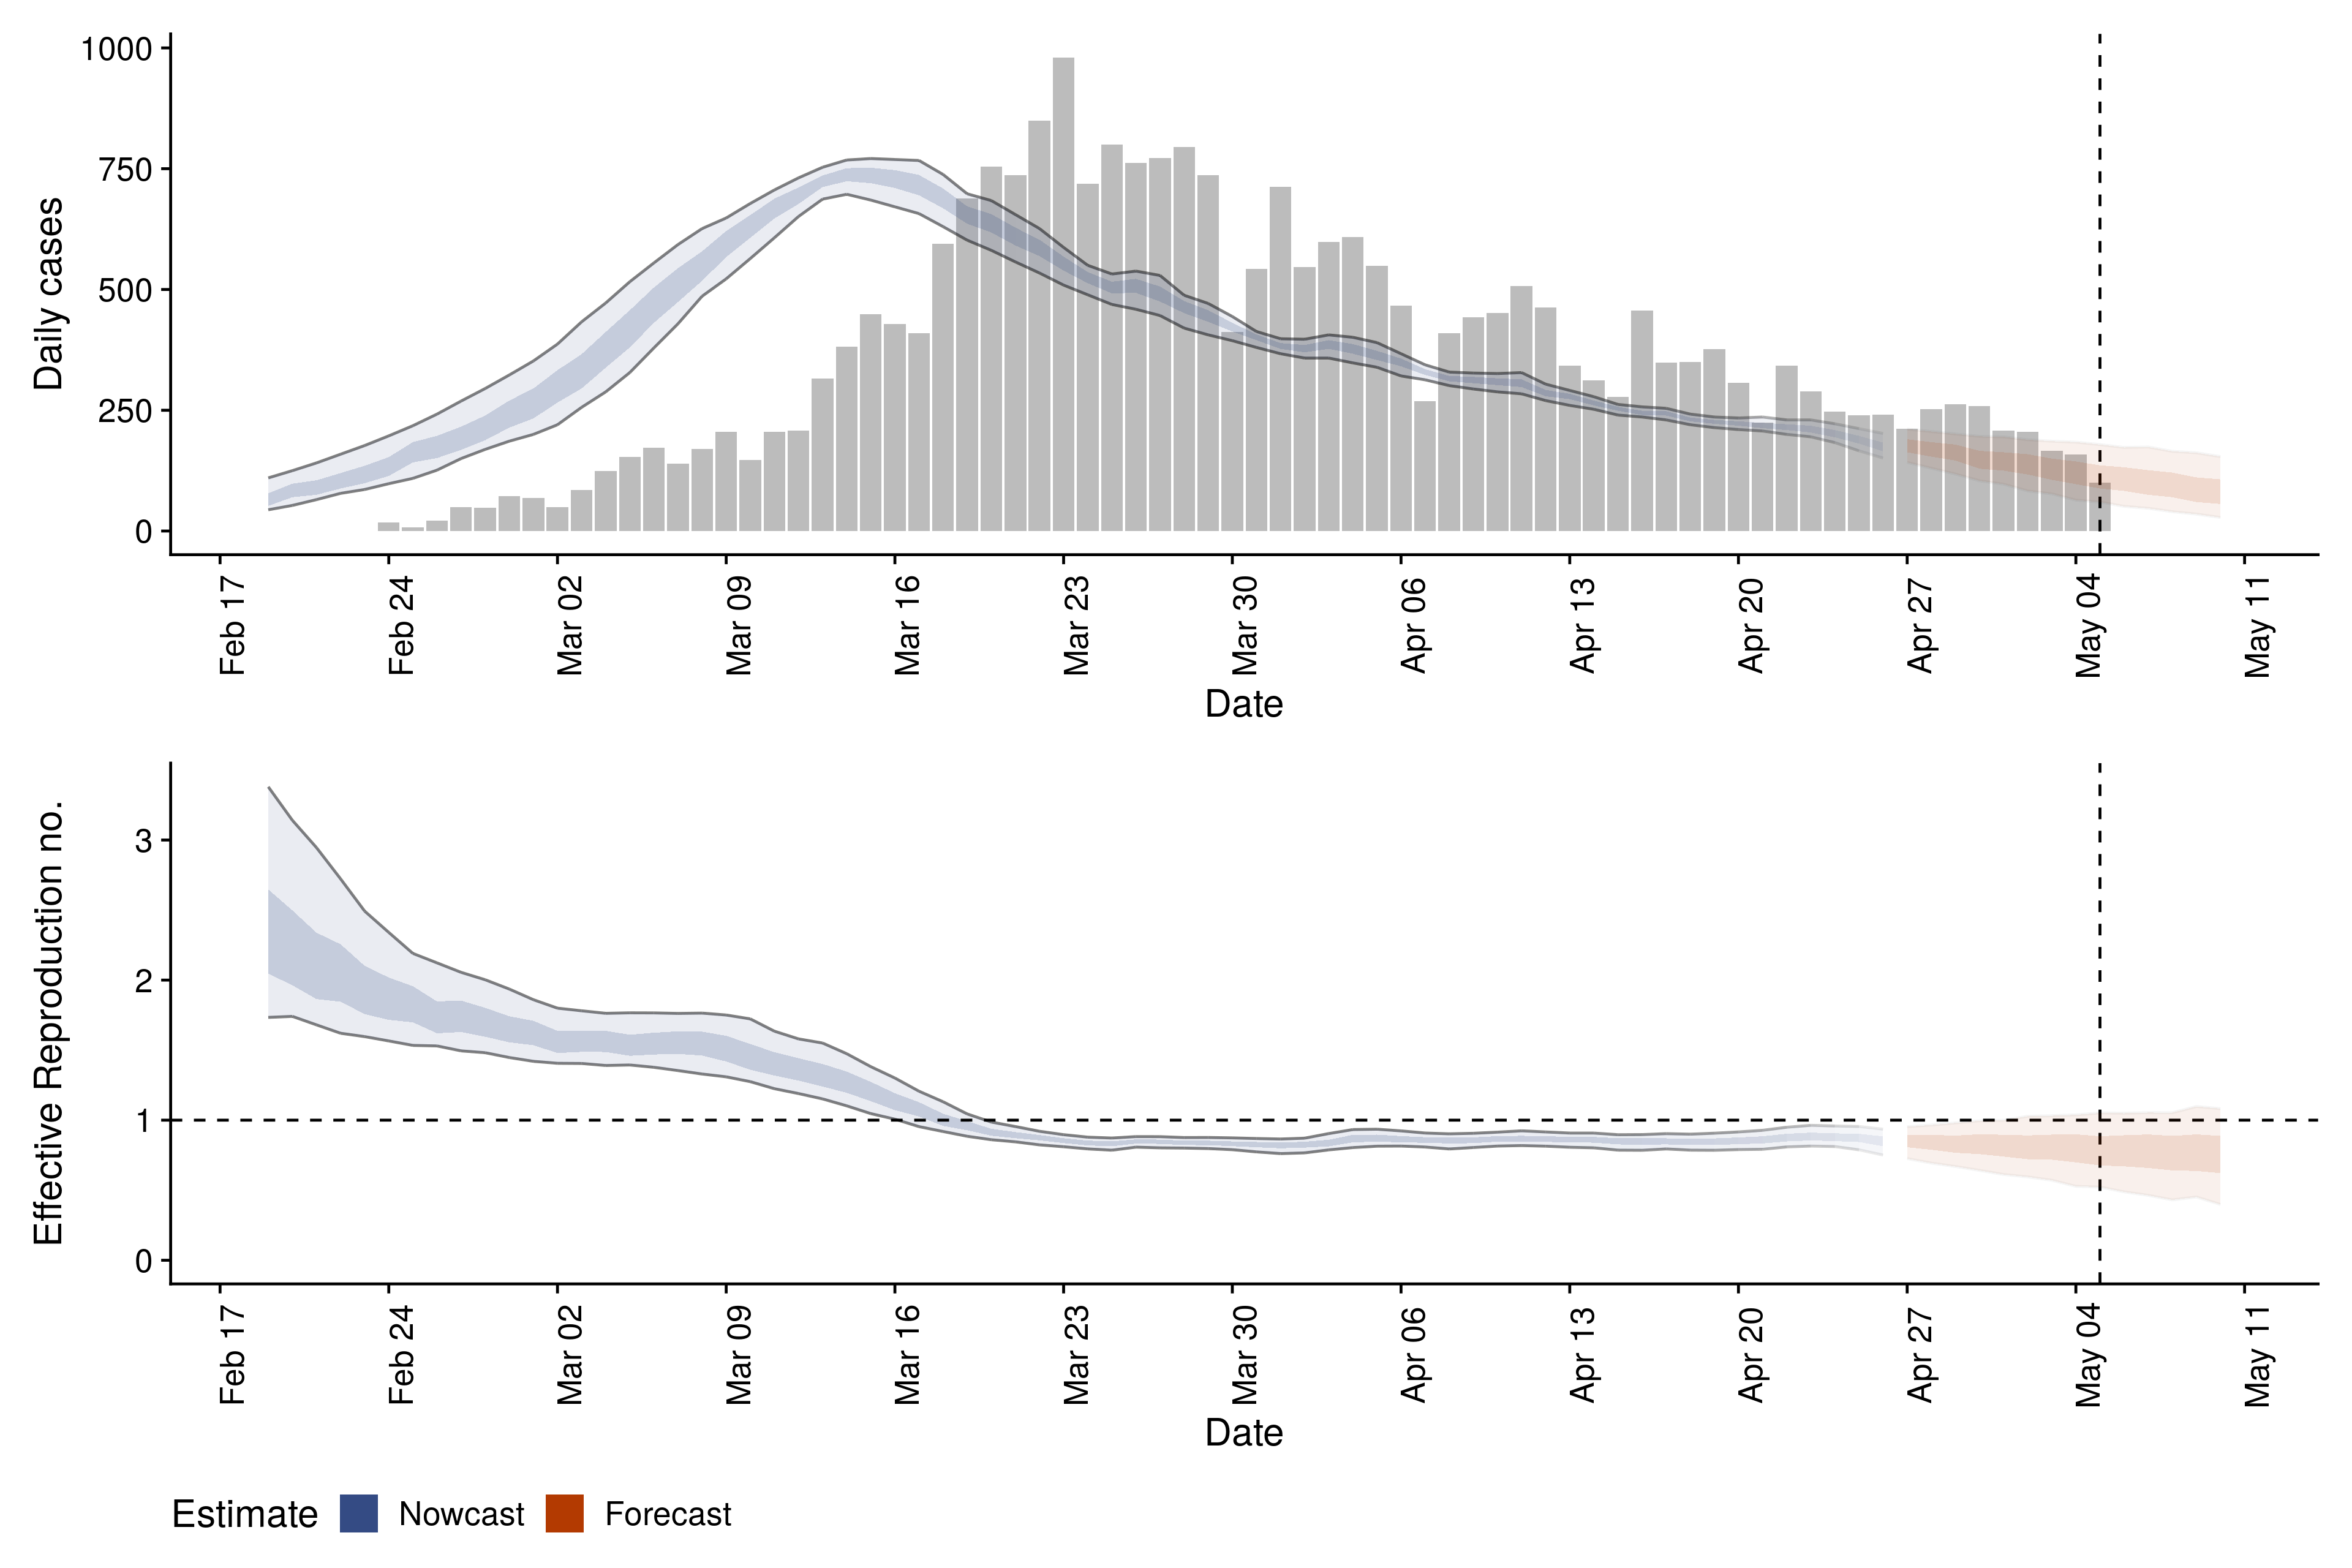 Daily cases
1000
750
500
250
0
Feb 17
Feb 24
Mar 02
Mar 09
Mar 16
Mar 23
Mar 30
Apr 06
Apr 13
Apr 20
Apr 27
May 04
May 11
Date
Effective Reproduction no.
3
2
1
0
Feb 17
Feb 24
Mar 02
Mar 09
Mar 16
Mar 23
Mar 30
Apr 06
Apr 13
Apr 20
Apr 27
May 04
May 11
Date
Estimate Nowcast Forecast